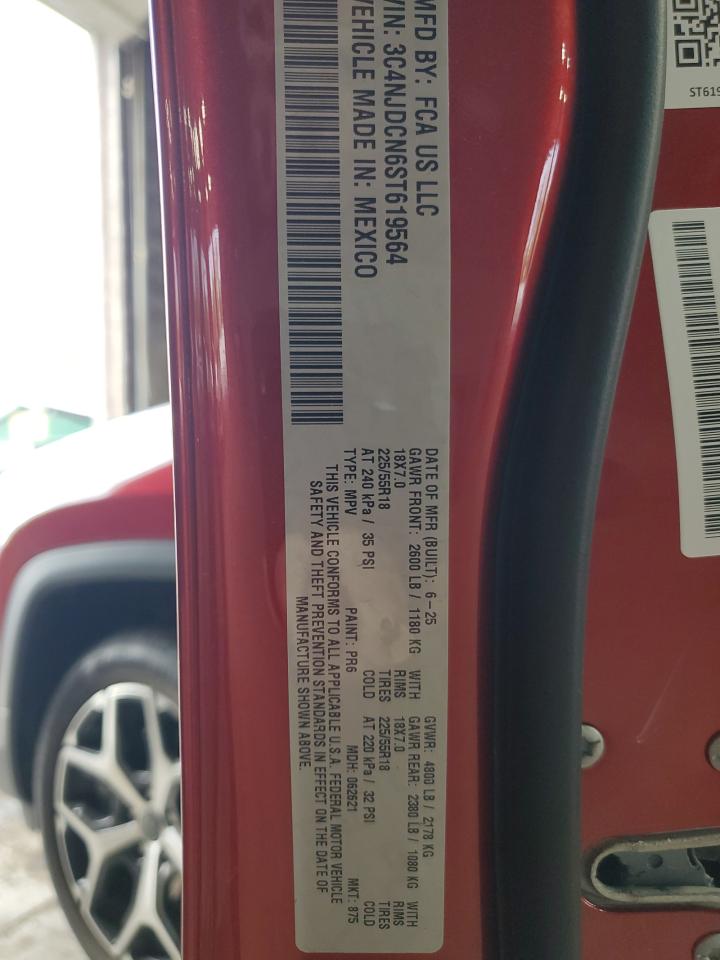 MFD BY: FCA US LLC
VIN: 3C4NJDCN6ST619564
VEHICLE MADE IN: MEXICO
DATE OF MFR (BUILT): 6-25 GVWR: 4800 LB / 2178 KG
GAWR FRONT: 2600 LB / 1180 KG WITH GAWR REAR: 2380 LB / 1080 KG WITH
18X7.0 RIMS 18X7.0 RIMS
225/55R18 TIRES 225/55R18 TIRES
AT 240 kPa / 35 PSI COLD AT 220 kPa / 32 PSI COLD
TYPE: MPV PAINT: PR6 MDH: 062621 MKT: 875
THIS VEHICLE CONFORMS TO ALL APPLICABLE U.S.A. FEDERAL MOTOR VEHICLE
SAFETY AND THEFT PREVENTION STANDARDS IN EFFECT ON THE DATE OF
MANUFACTURE SHOWN ABOVE.
ST619